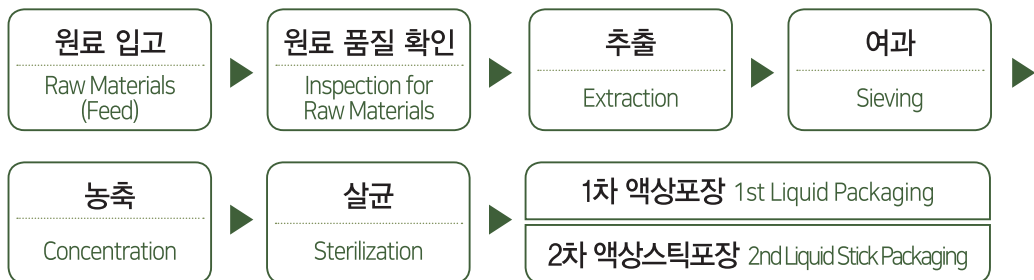 원료 입고
Raw Materials
(Feed)
원료 품질 확인
Inspection for
Raw Materials
추출
Extraction
여과
Sieving
농축
Concentration
살균
Sterilization
1차 액상포장 1st Liquid Packaging
2차 액상스틱포장 2nd Liquid Stick Packaging